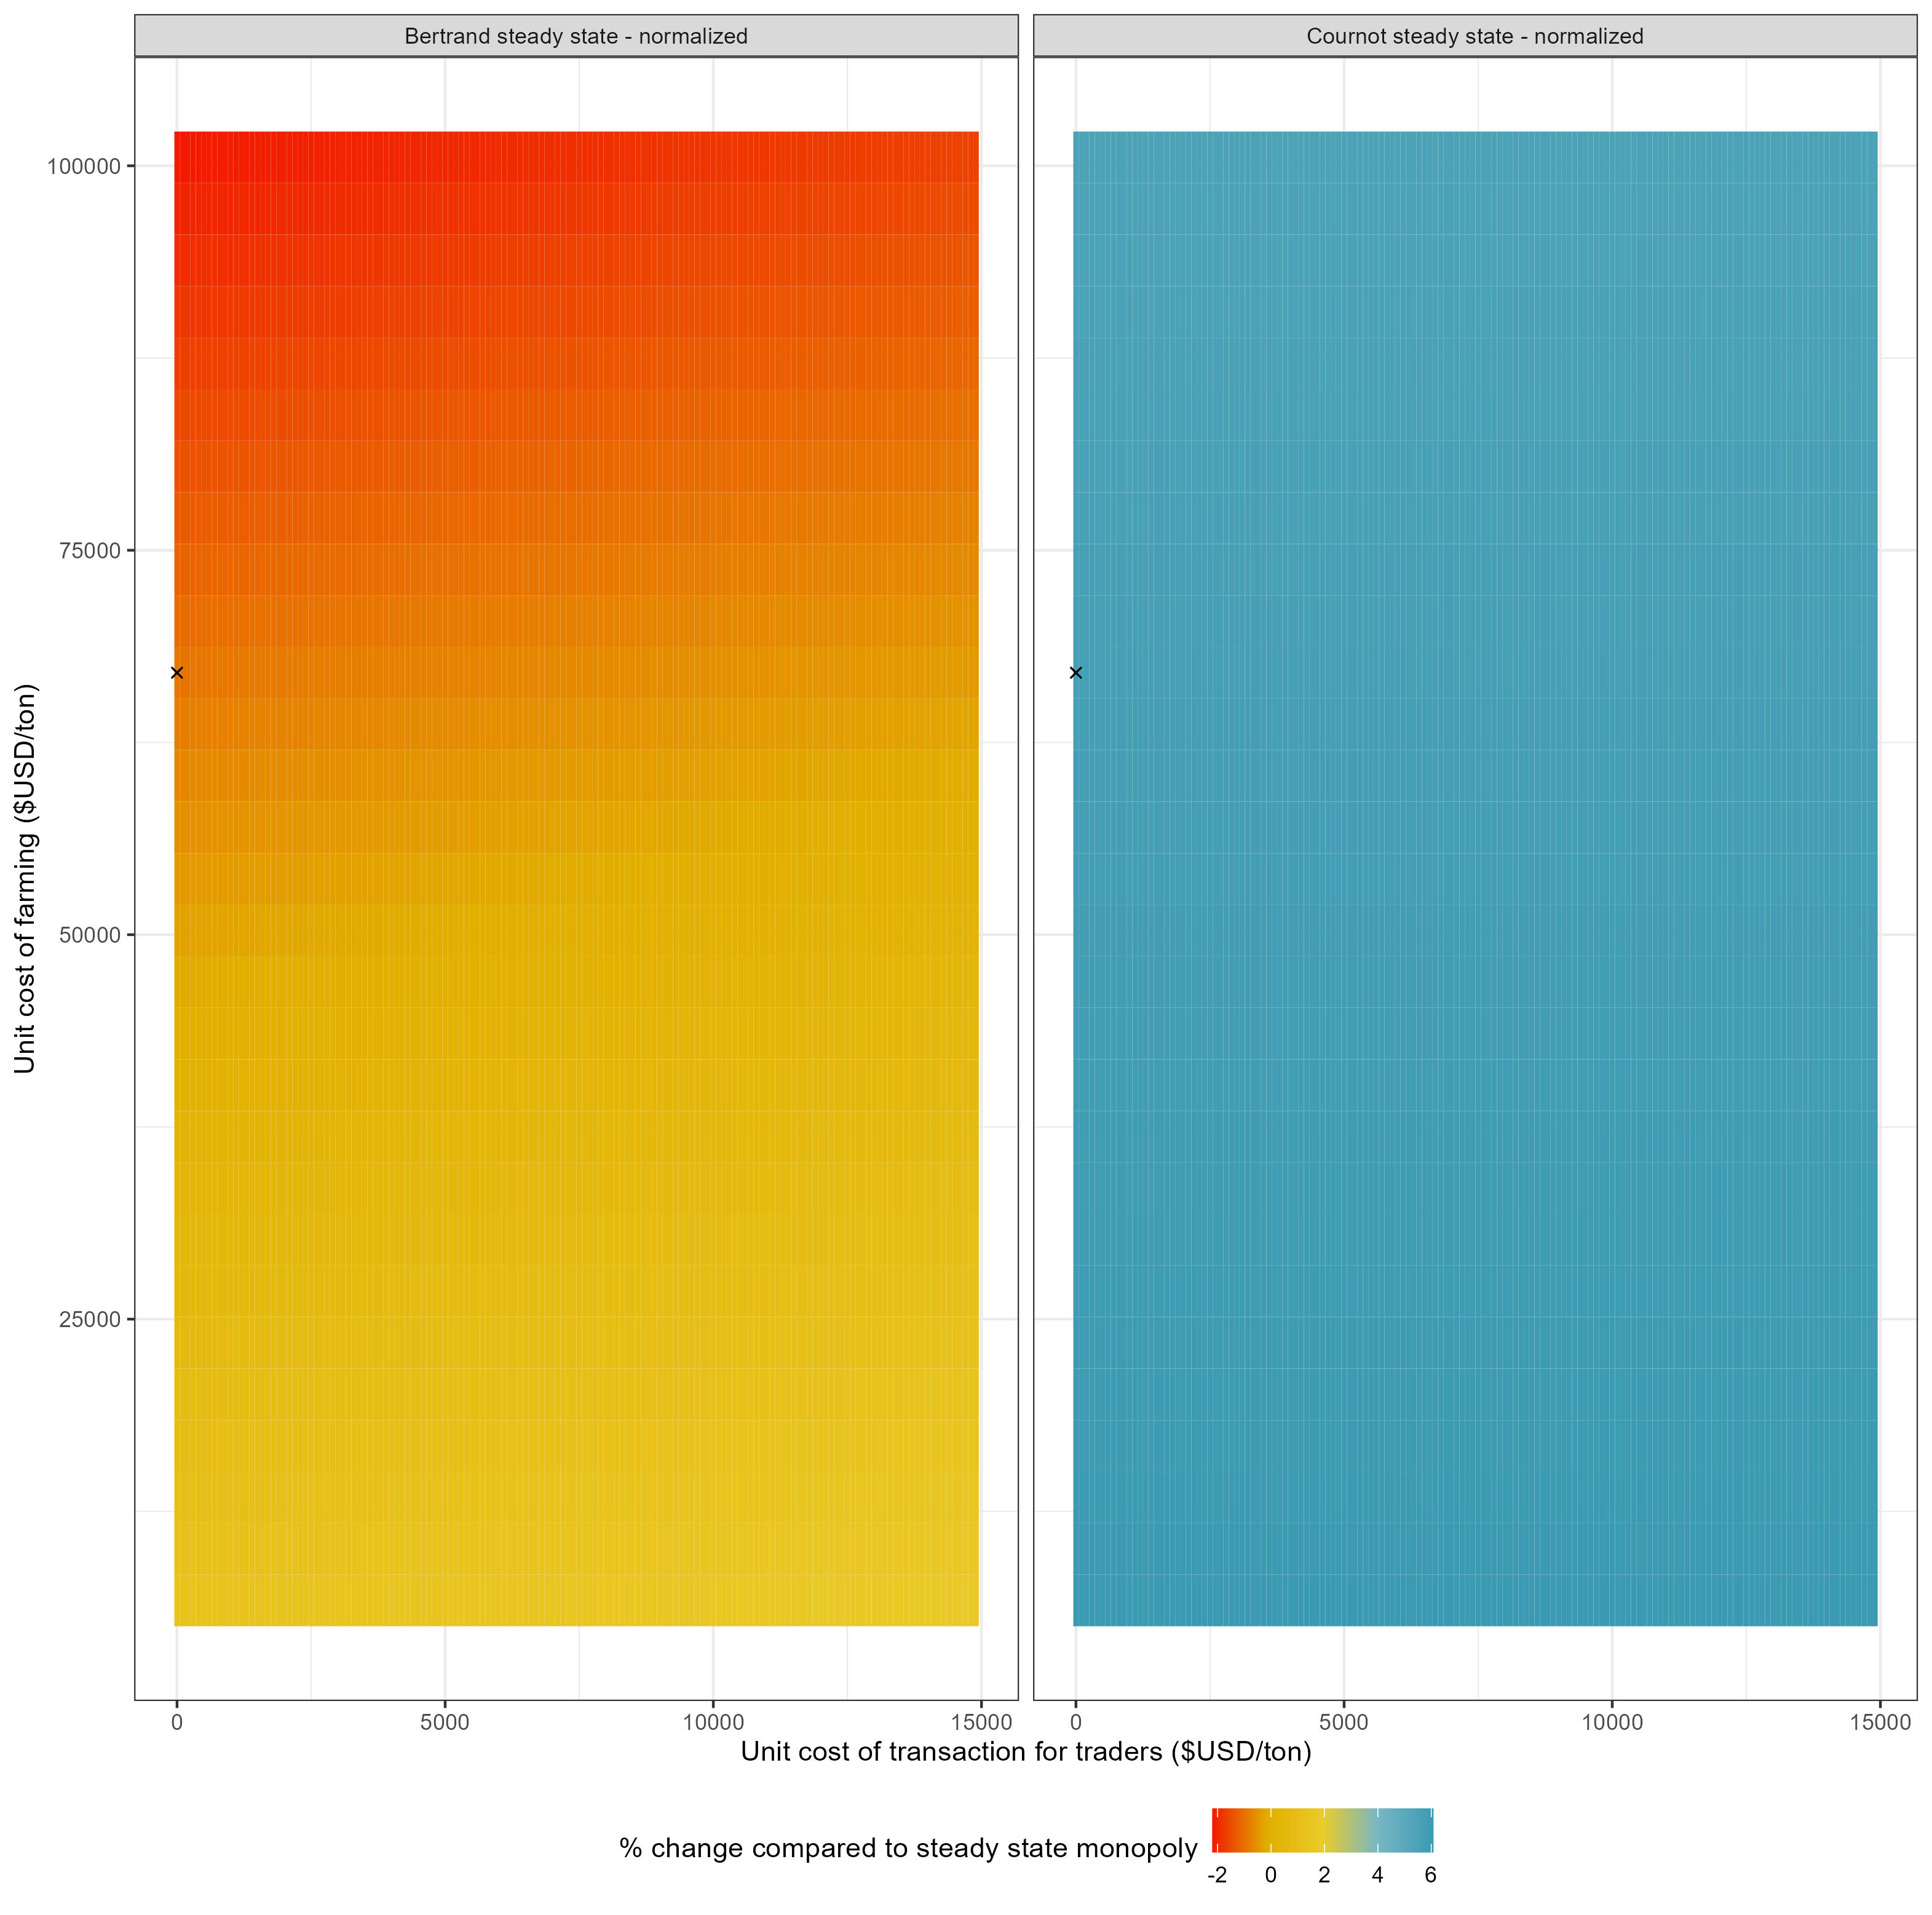 Bertrand steady state - normalized
Cournot steady state - normalized
100000
75000
50000
25000
Unit cost of farming ($USD/ton)
0 5000 10000 15000
0 5000 10000 15000
Unit cost of transaction for traders ($USD/ton)
% change compared to steady state monopoly
-2 0 2 4 6